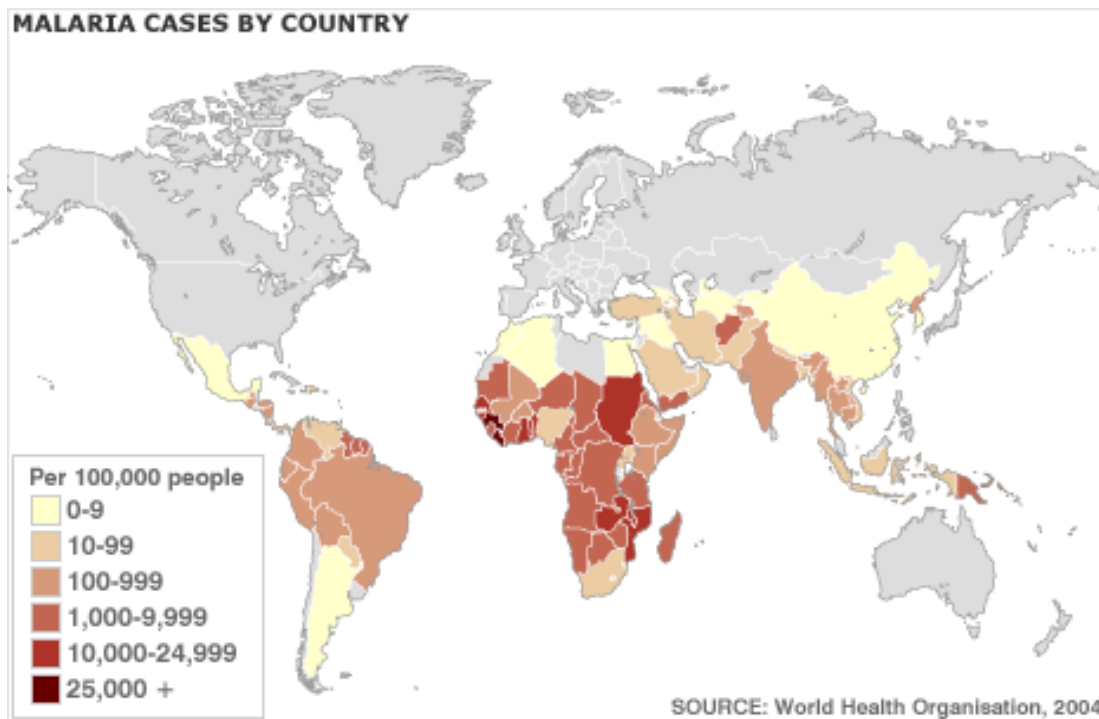 MALARIA CASES BY COUNTRY
Per 100,000 people
0-9
10-99
100-999
1,000-9,999
10,000-24,999
25,000 +
SOURCE: World Health Organisation, 2004